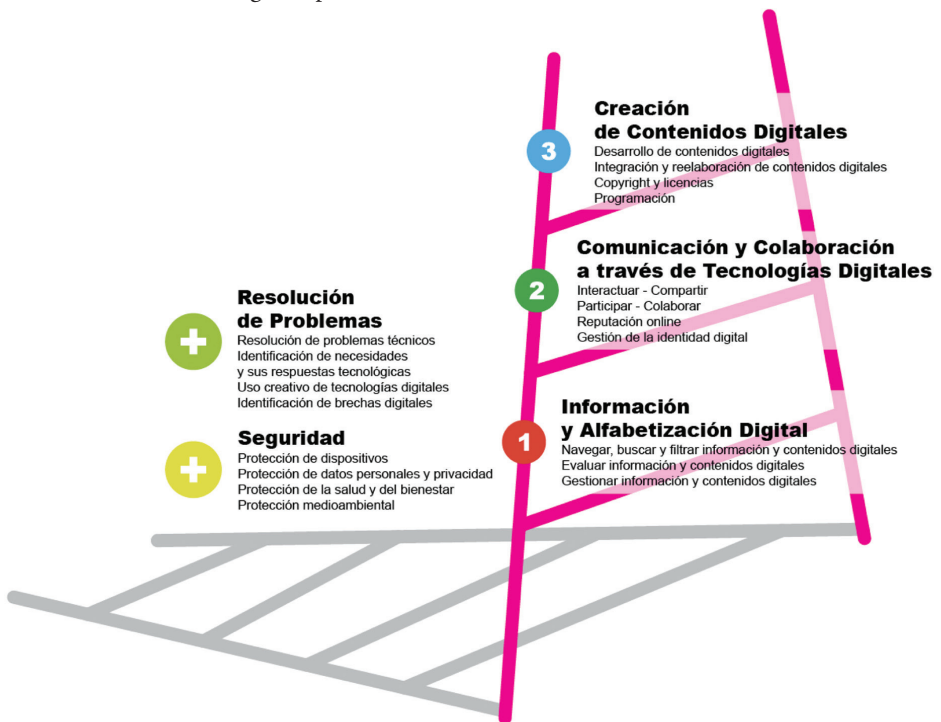 3
Creación
de Contenidos Digitales
Desarrollo de contenidos digitales
Integración y reelaboración de contenidos digitales
Copyright y licencias
Programación
2
Comunicación y Colaboración
a través de Tecnologías Digitales
Interactuar - Compartir
Participar - Colaborar
Reputación online
Gestión de la identidad digital
+
Resolución
de Problemas
Resolución de problemas técnicos
Identificación de necesidades
y sus respuestas tecnológicas
Uso creativo de tecnologías digitales
Identificación de brechas digitales
1
Información
y Alfabetización Digital
Navegar, buscar y filtrar información y contenidos digitales
Evaluar información y contenidos digitales
Gestionar información y contenidos digitales
+
Seguridad
Protección de dispositivos
Protección de datos personales y privacidad
Protección de la salud y del bienestar
Protección medioambiental